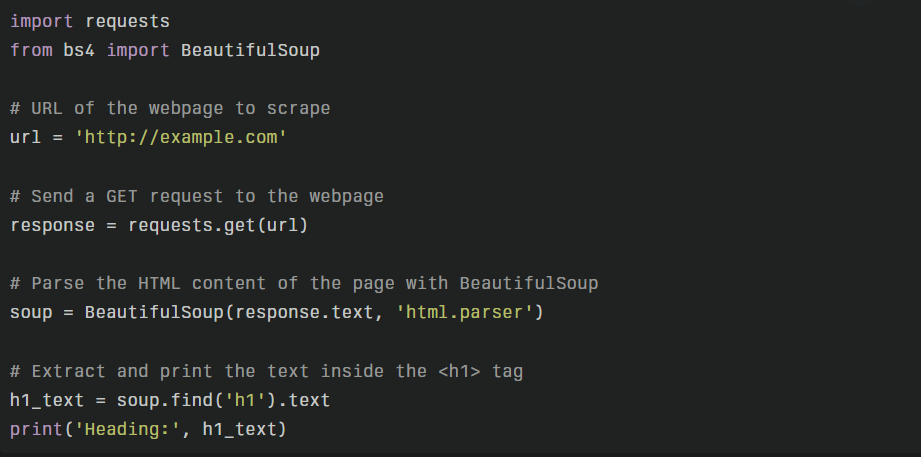 import requests
from bs4 import BeautifulSoup
# URL of the webpage to scrape
url = 'http://example.com'
# Send a GET request to the webpage
response = requests.get(url)
# Parse the HTML content of the page with BeautifulSoup
soup = BeautifulSoup(response.text, 'html.parser')
# Extract and print the text inside the <h1> tag
h1_text = soup.find('h1').text
print('Heading:', h1_text)